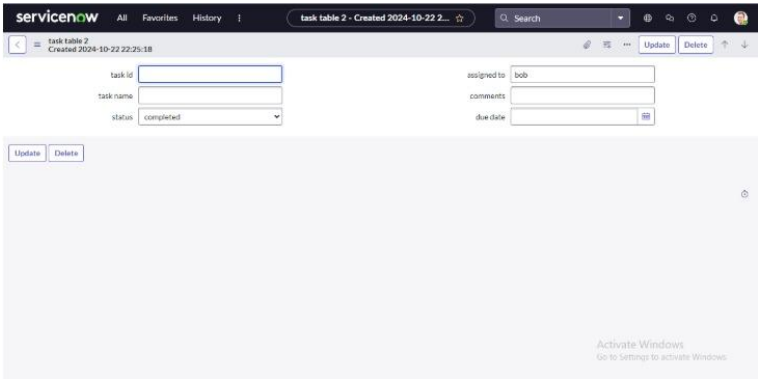 servicenow All Favorites History task table 2 - Created 2024-10-22 2... Search
task table 2
Created 2024-10-22 22:25:18
Update Delete
task id
assigned to bob
task name
comments
status completed
due date
Update Delete
Activate Windows
Go to Settings to activate Windows.